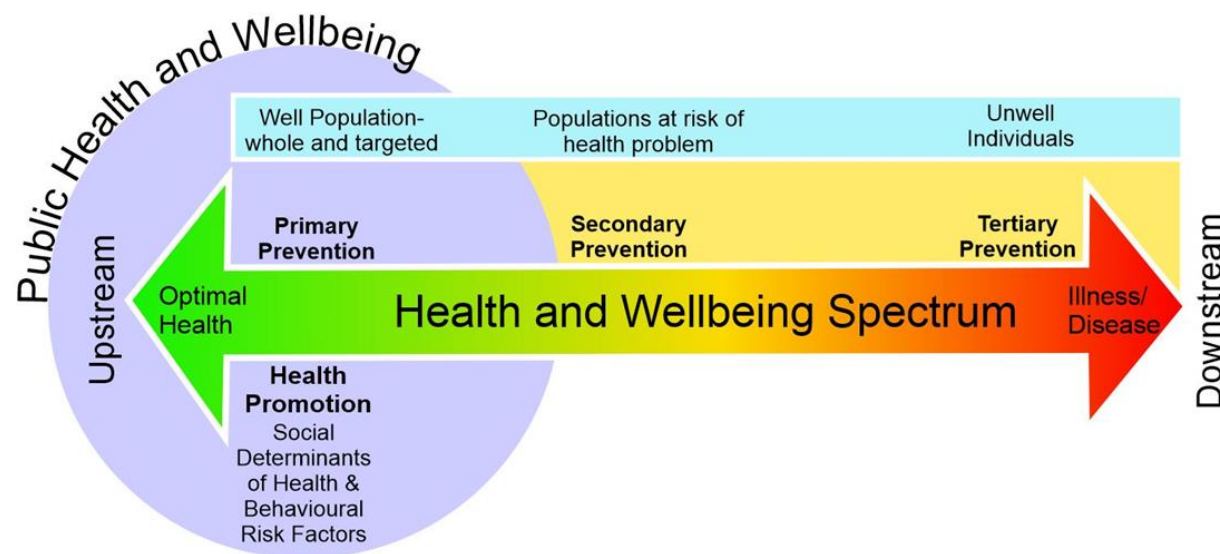 Public Health and Wellbeing
Well Population-
whole and targeted
Populations at risk of
health problem
Unwell
Individuals
Primary
Prevention
Secondary
Prevention
Tertiary
Prevention
Upstream
Optimal
Health
Health and Wellbeing Spectrum
Illness/
Disease
Downstream
Health
Promotion
Social
Determinants
of Health &
Behavioural
Risk Factors